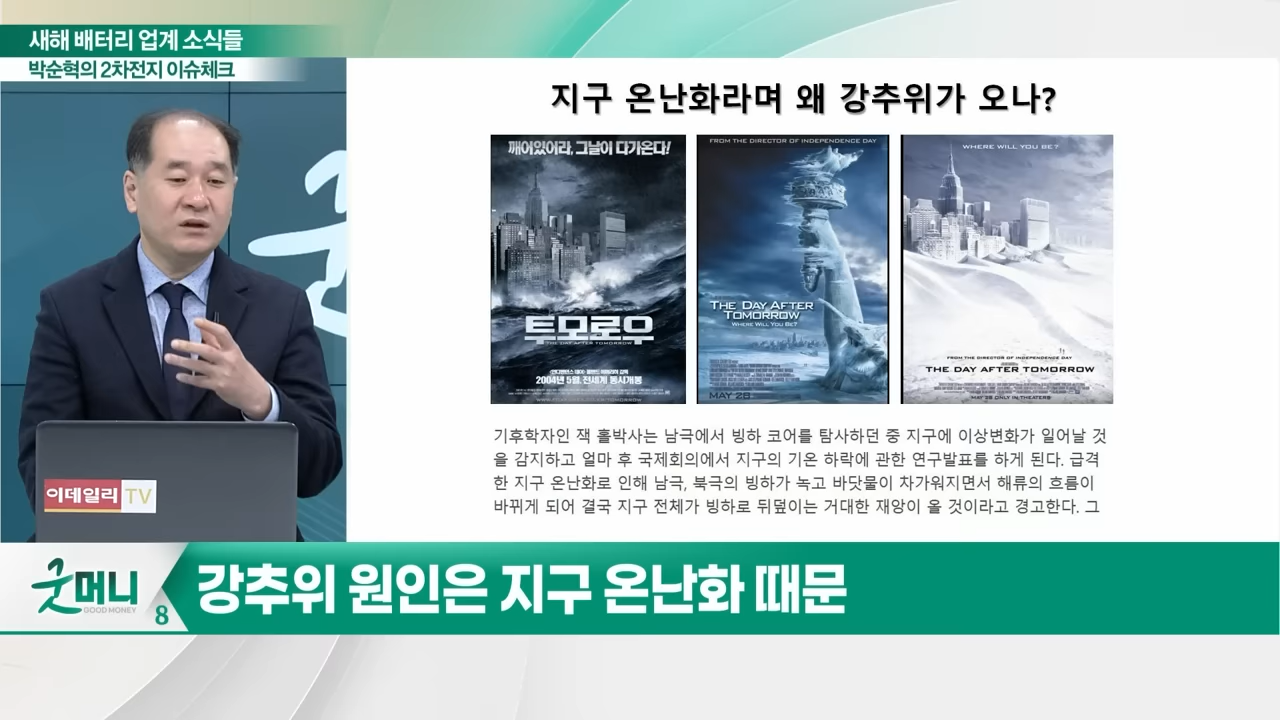 새해 배터리 업계 소식들
박순혁의 2차전지 이슈체크
지구 온난화라며 왜 강추위가 오나?
깨어있어라, 그날이 다가온다!
투모로우
THE DAY AFTER TOMORROW
2004년 5월, 전세계 동시개봉
FROM THE DIRECTOR OF INDEPENDENCE DAY
THE DAY AFTER
TOMORROW
WHERE WILL YOU BE?
MAY 28
WHERE WILL YOU BE?
FROM THE DIRECTOR OF INDEPENDENCE DAY
THE DAY AFTER TOMORROW
MAY 28 ONLY IN THEATERS
기후학자인 잭 홀박사는 남극에서 빙하 코어를 탐사하던 중 지구에 이상변화가 일어날 것
을 감지하고 얼마 후 국제회의에서 지구의 기온 하락에 관한 연구발표를 하게 된다. 급격
한 지구 온난화로 인해 남극, 북극의 빙하가 녹고 바닷물이 차가워지면서 해류의 흐름이
바뀌게 되어 결국 지구 전체가 빙하로 뒤덮이는 거대한 재앙이 올 것이라고 경고한다. 그
이데일리 TV
굿머니
GOOD MONEY
8
강추위 원인은 지구 온난화 때문